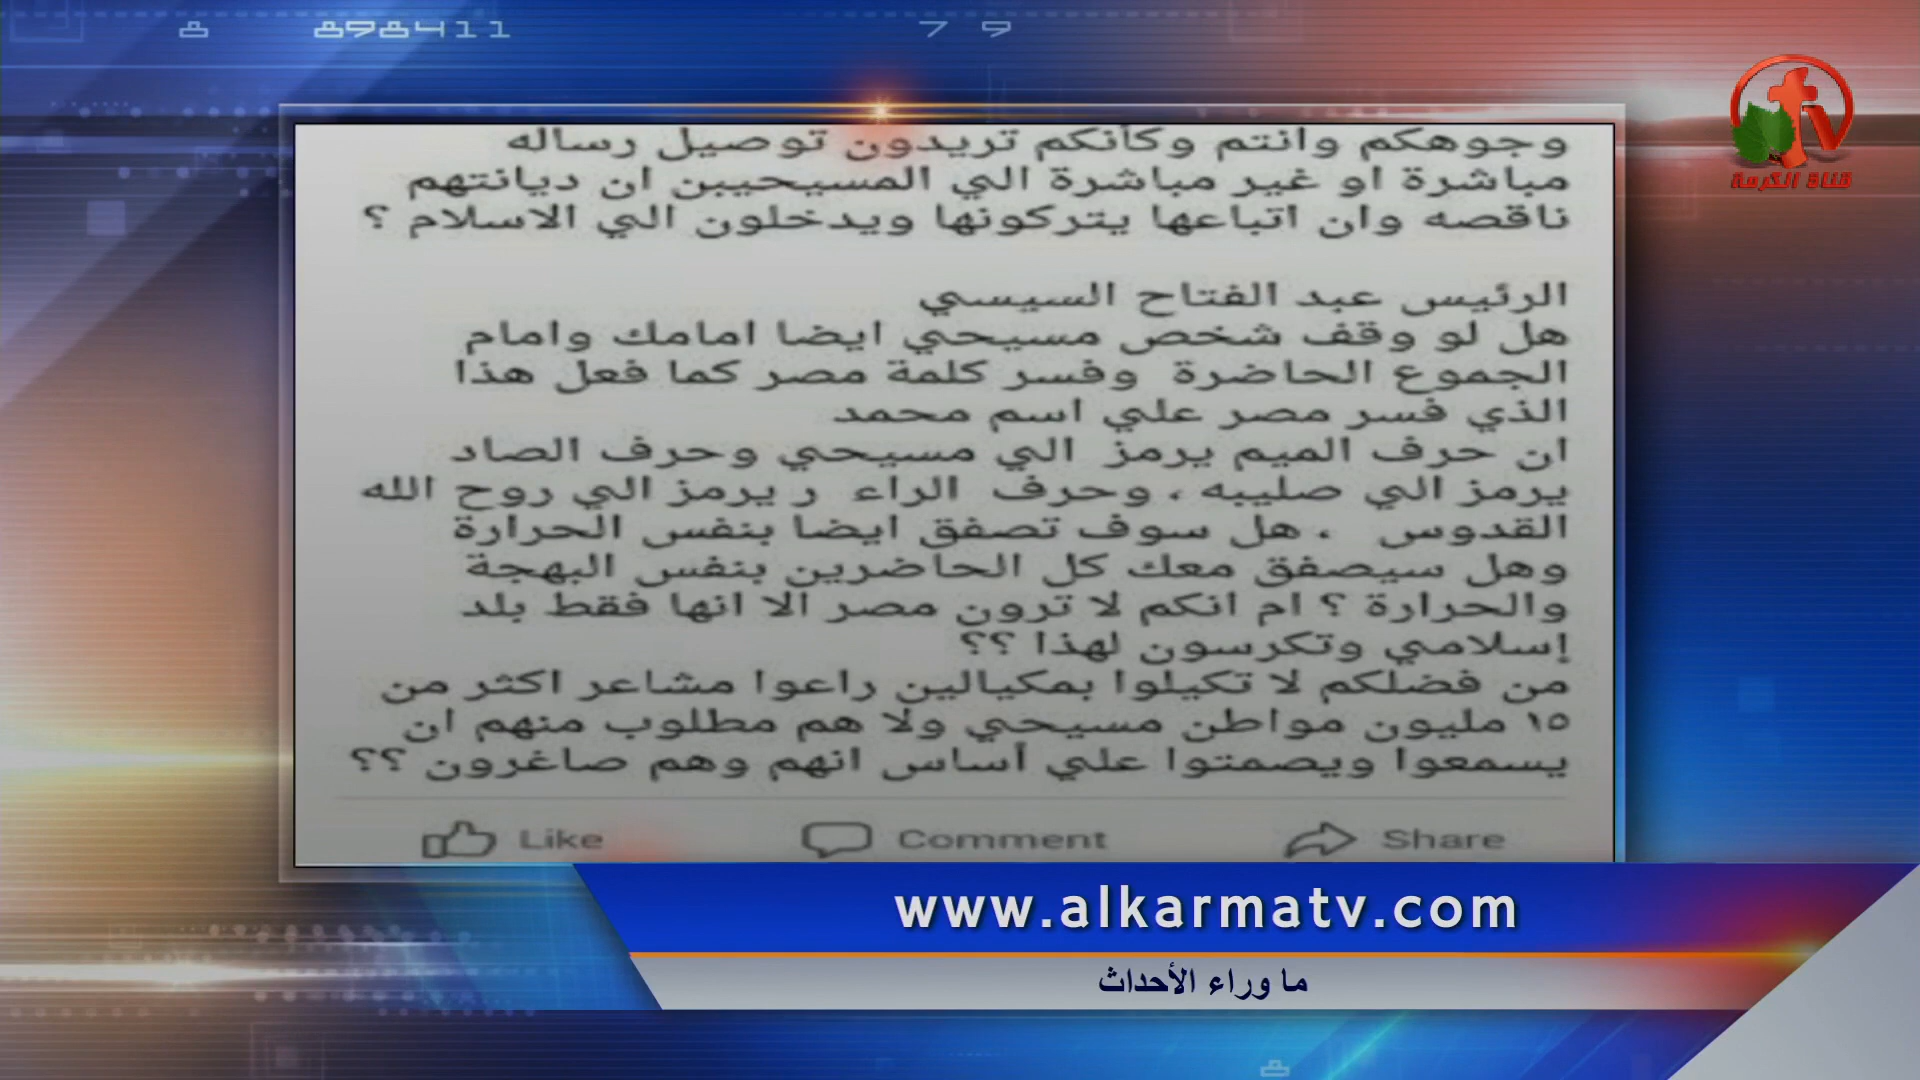 898411
7 9
قناة الكرمة
وجوهكم وانتم وكأنكم تريدون توصيل رساله
مباشرة او غير مباشرة الي المسيحيين ان ديانتهم
ناقصه وان اتباعها يتركونها ويدخلون الي الاسلام ؟
الرئيس عبد الفتاح السيسي
هل لو وقف شخص مسيحي ايضا امامك وامام
الجموع الحاضرة وفسر كلمة مصر كما فعل هذا
الذي فسر مصر علي اسم محمد
ان حرف الميم يرمز الي مسيحي وحرف الصاد
يرمز الي صليبه ، وحرف الراء ر يرمز الي روح الله
القدوس ، هل سوف تصفق ايضا بنفس الحرارة
وهل سيصفق معك كل الحاضرين بنفس البهجة
والحرارة ؟ ام انكم لا ترون مصر الا انها فقط بلد
إسلامي وتكرسون لهذا ؟؟
من فضلكم لا تكيلوا بمكيالين راعوا مشاعر اكثر من
١٥ مليون مواطن مسيحي ولا هم مطلوب منهم ان
يسمعوا ويصمتوا علي أساس انهم وهم صاغرون ؟؟
Like Comment Share
www.alkarmatv.com
ما وراء الأحداث